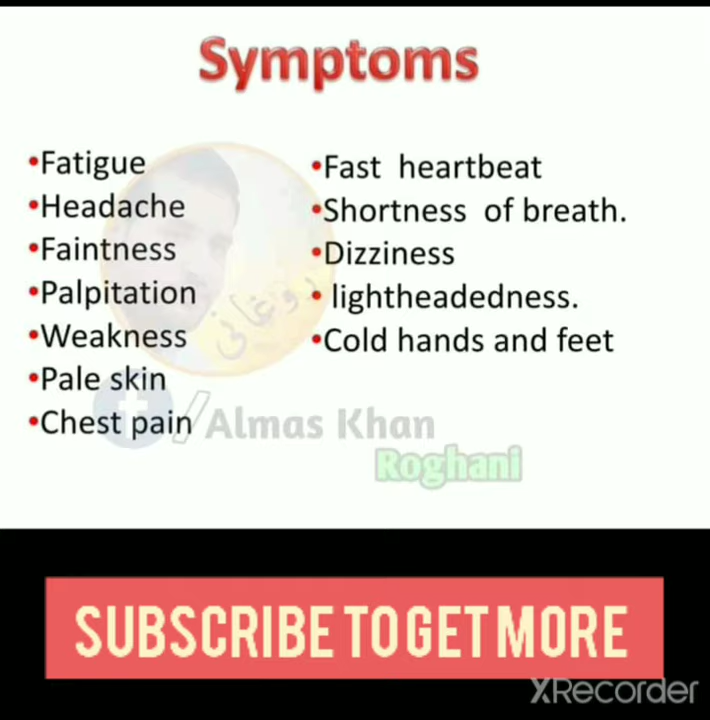 Symptoms
•Fatigue
•Headache
•Faintness
•Palpitation
•Weakness
•Pale skin
•Chest pain
•Fast heartbeat
•Shortness of breath.
•Dizziness
• lightheadedness.
•Cold hands and feet
روغانی
/Almas Khan
Roghani
SUBSCRIBE TO GET MORE
XRecorder